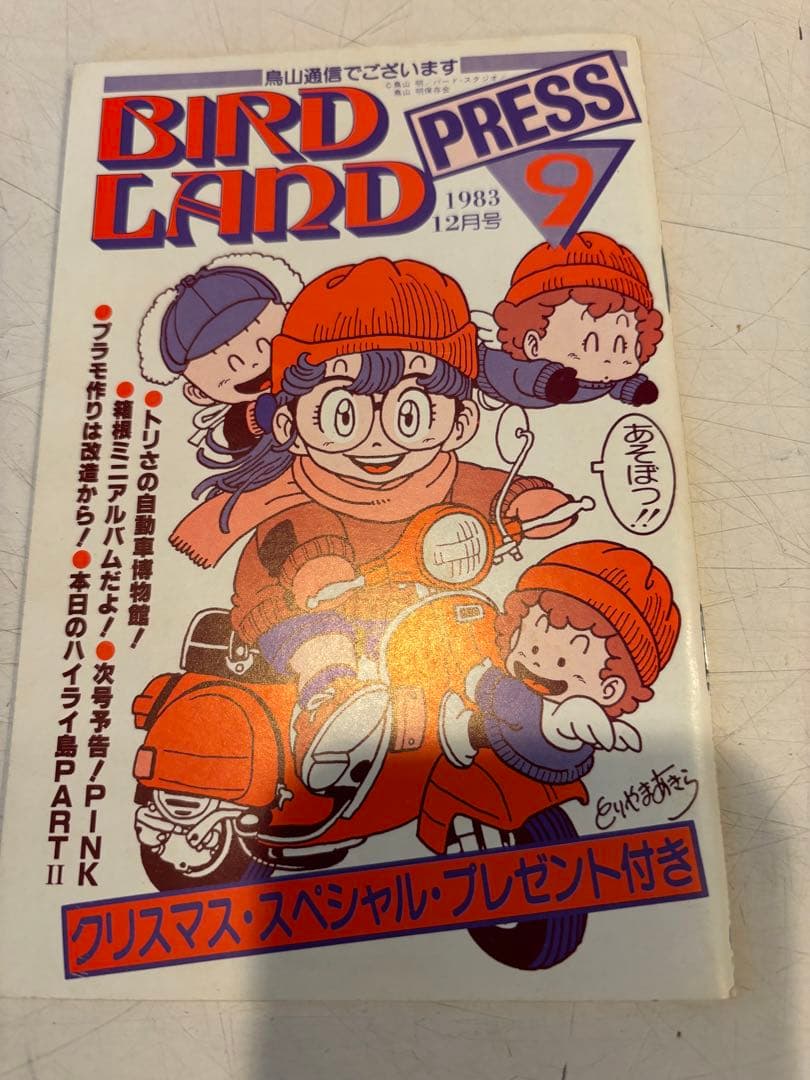 鳥山通信でございます
©鳥山 明／バード・スタジオ／
鳥山 明保存会
BIRD
LAND
PRESS
9
1983
12月号
●トリさの自動車博物館！
●箱根ミニアルバムだよ！●次号予告！PINK
●プラモ作りは改造から！●本日のハイライ島PART II
あそぼっ!!
とりやまあきら
クリスマス・スペシャル・プレゼント付き